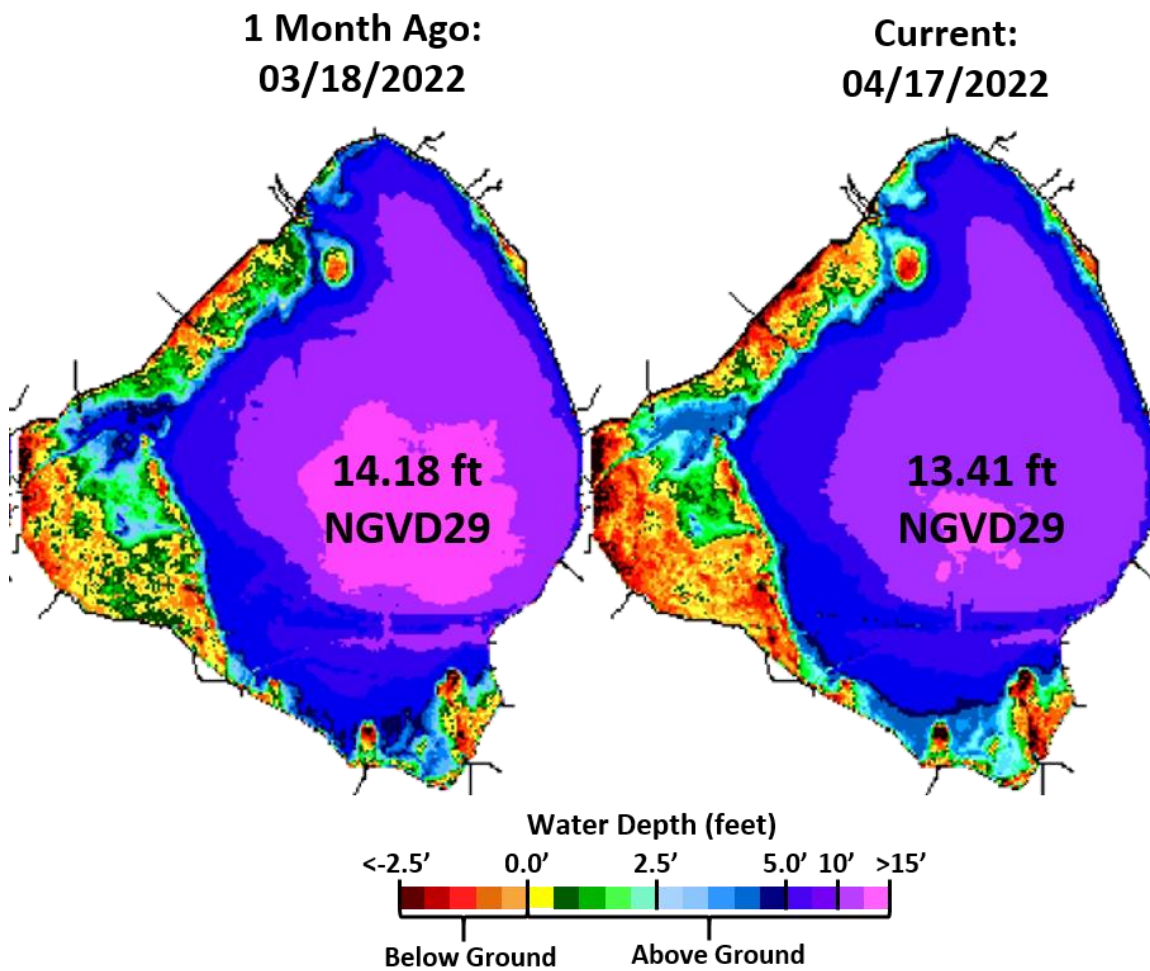 1 Month Ago:
03/18/2022
Current:
04/17/2022
14.18 ft
NGVD29
13.41 ft
NGVD29
Water Depth (feet)
<-2.5’ 0.0’ 2.5’ 5.0’ 10’ >15’
Below Ground Above Ground